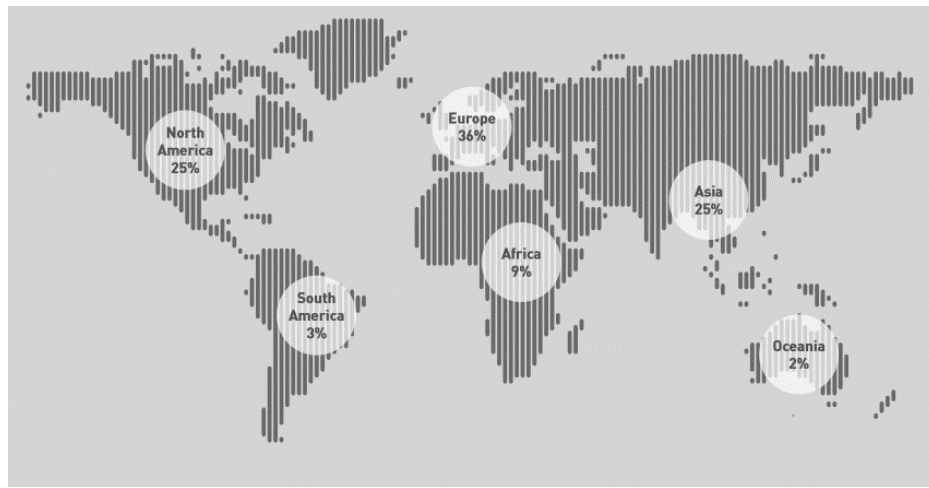 North
America
25%
Europe
36%
Asia
25%
Africa
9%
South
America
3%
Oceania
2%